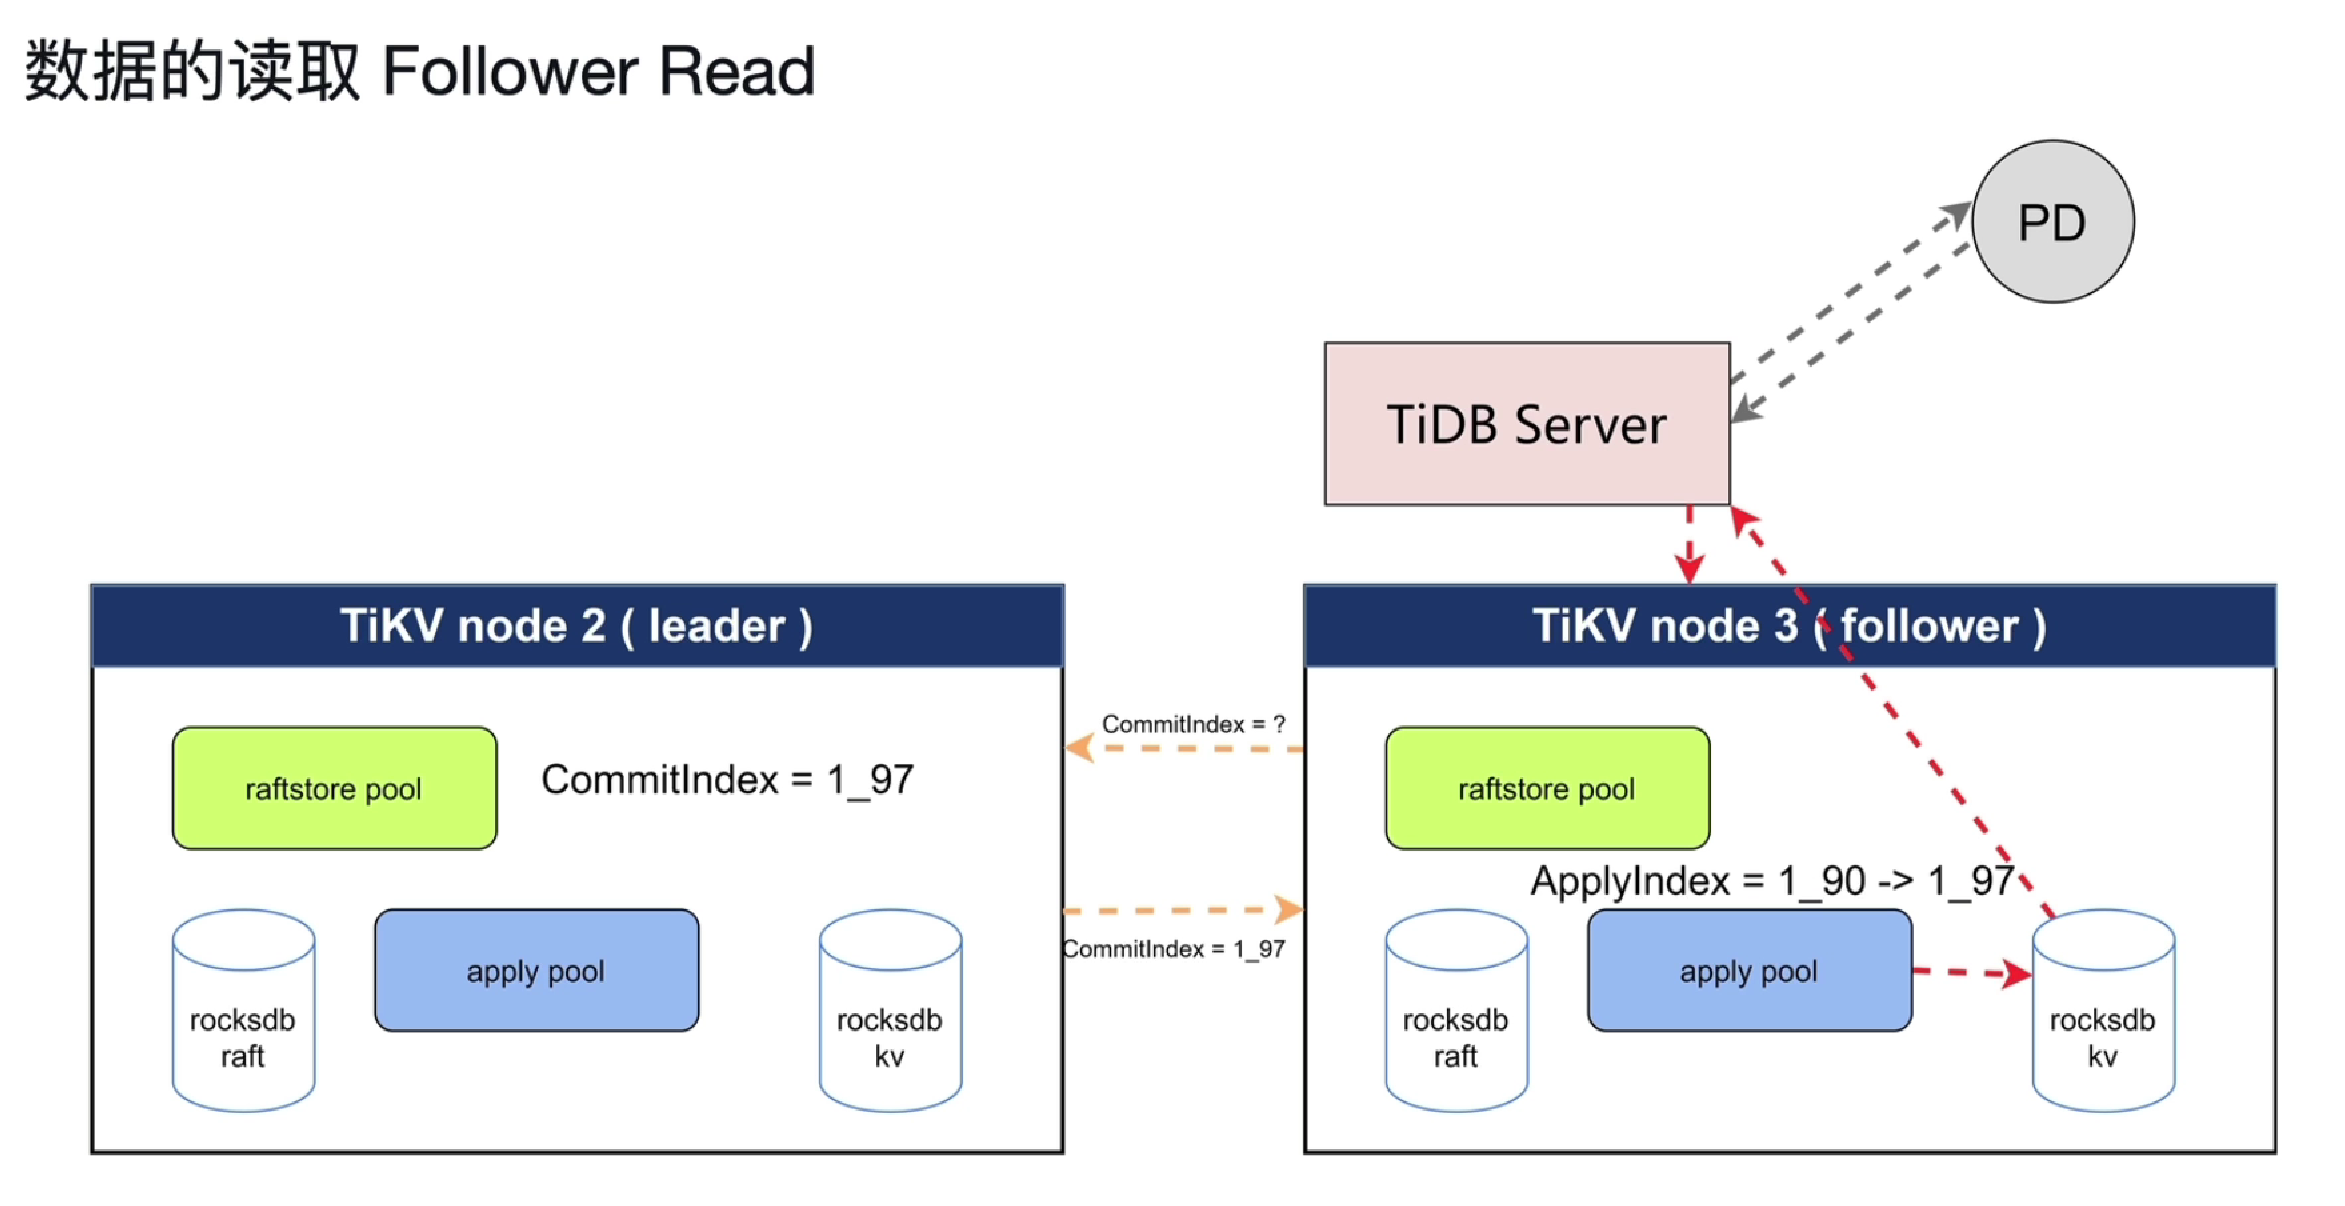 数据的读取 Follower Read
PD
TiDB Server
TiKV node 2 ( leader )
raftstore pool
CommitIndex = 1_97
rocksdb
raft
apply pool
rocksdb
kv
CommitIndex = ?
CommitIndex = 1_97
TiKV node 3 ( follower )
raftstore pool
ApplyIndex = 1_90 -> 1_97
rocksdb
raft
apply pool
rocksdb
kv